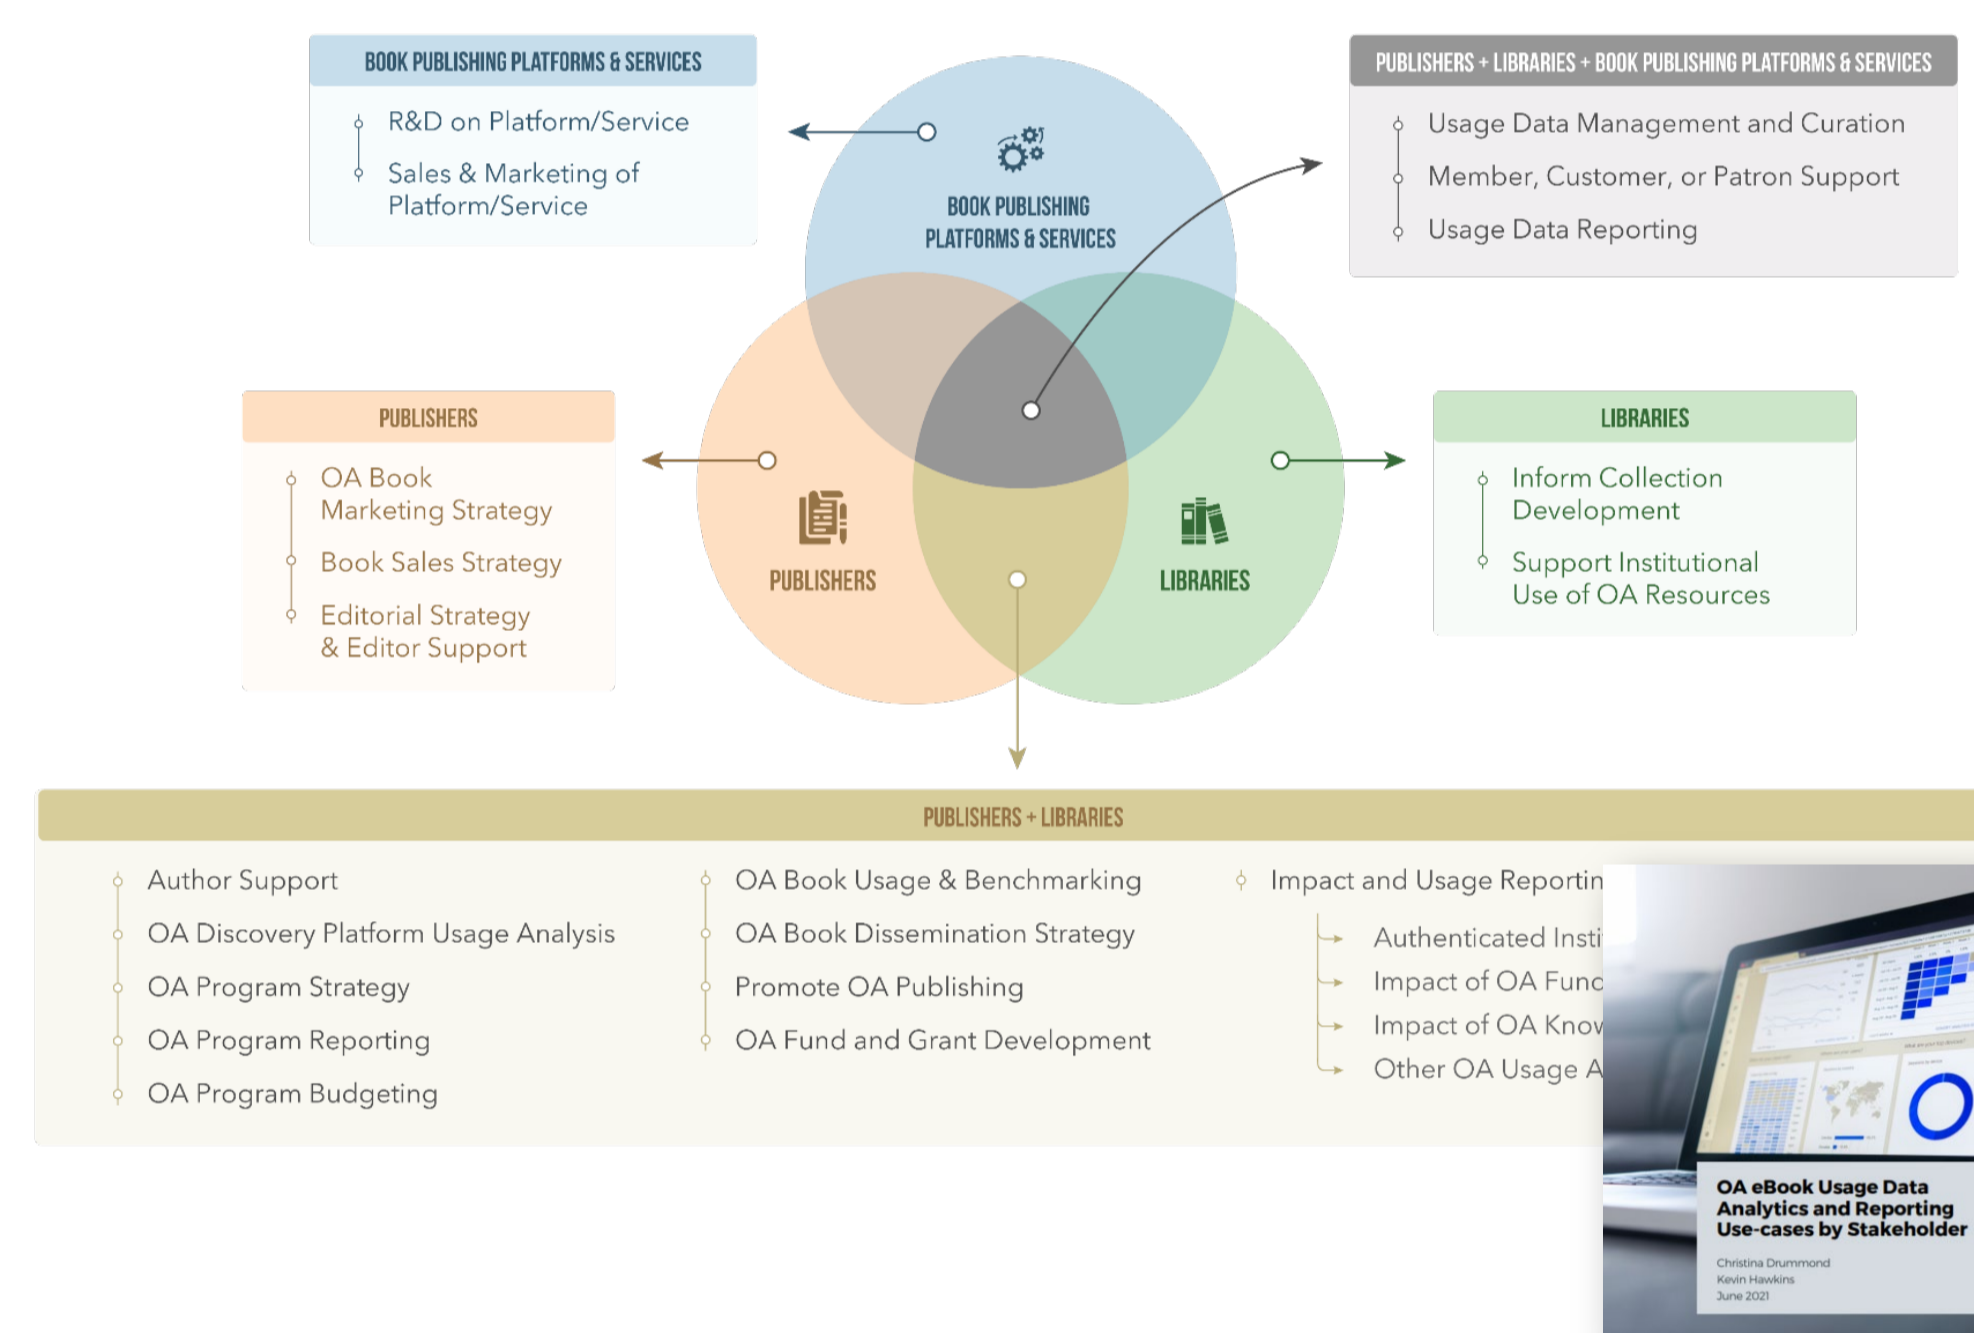 BOOK PUBLISHING PLATFORMS & SERVICES
R&D on Platform/Service
Sales & Marketing of
Platform/Service
PUBLISHERS + LIBRARIES + BOOK PUBLISHING PLATFORMS & SERVICES
Usage Data Management and Curation
Member, Customer, or Patron Support
Usage Data Reporting
BOOK PUBLISHING
PLATFORMS & SERVICES
PUBLISHERS
OA Book
Marketing Strategy
Book Sales Strategy
Editorial Strategy
& Editor Support
PUBLISHERS
LIBRARIES
LIBRARIES
Inform Collection
Development
Support Institutional
Use of OA Resources
PUBLISHERS + LIBRARIES
Author Support
OA Discovery Platform Usage Analysis
OA Program Strategy
OA Program Reporting
OA Program Budgeting
OA Book Usage & Benchmarking
OA Book Dissemination Strategy
Promote OA Publishing
OA Fund and Grant Development
Impact and Usage Reportin
Authenticated Insti
Impact of OA Func
Impact of OA Knov
Other OA Usage A
OA eBook Usage Data
Analytics and Reporting
Use-cases by Stakeholder
Christina Drummond
Kevin Hawkins
June 2021